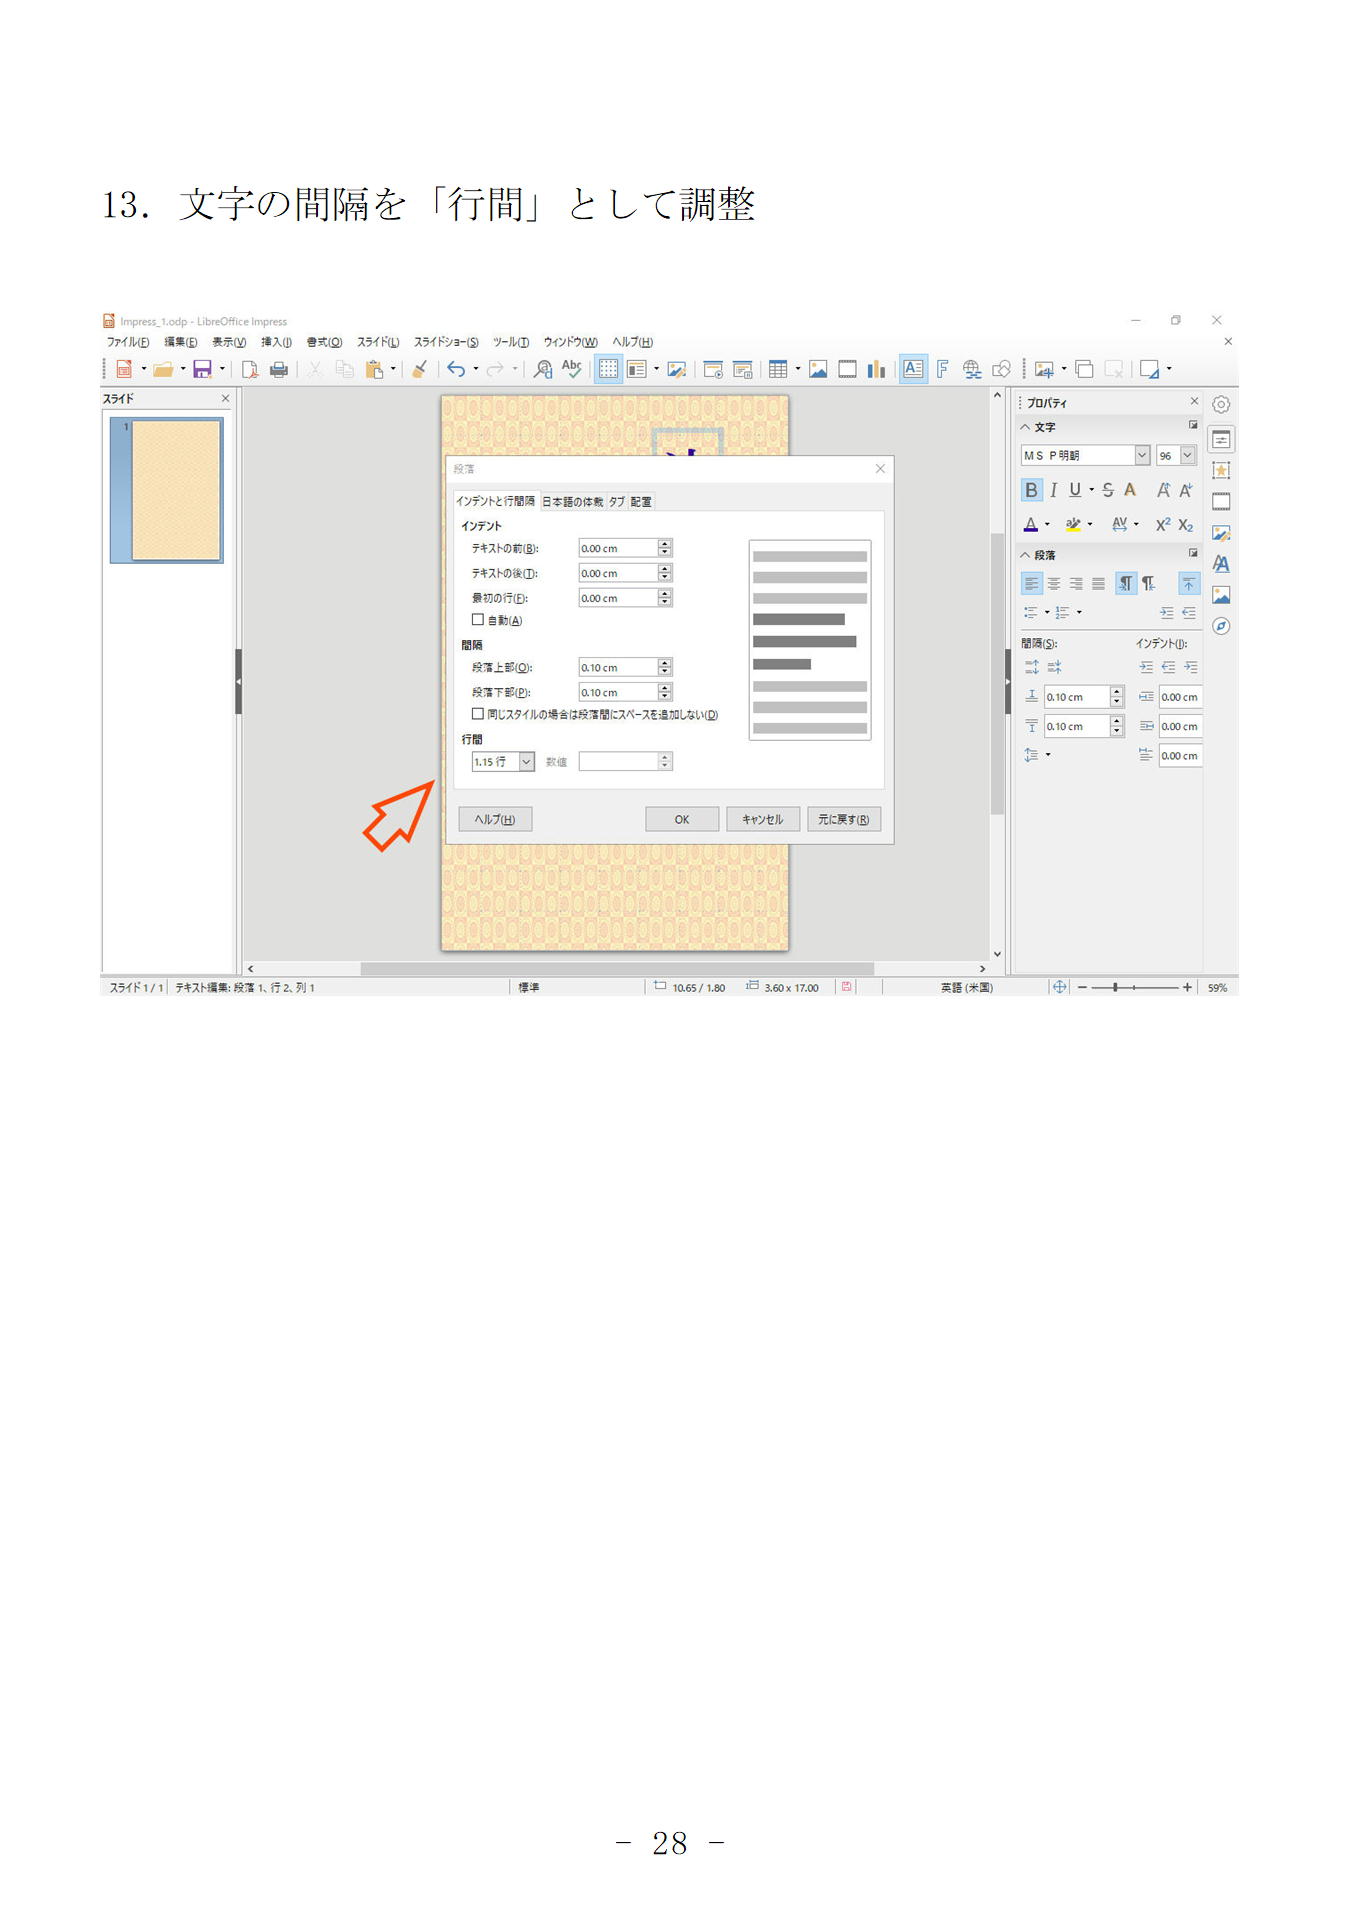 13. 文字の間隔を「行間」として調整
Impress_1.odp - LibreOffice Impress
ファイル(F) 編集(E) 表示(V) 挿入(I) 書式(O) スライド(L) スライドショー(S) ツール(T) ウィンドウ(W) ヘルプ(H)
スライド
1
段落
インデントと行間隔 日本語の体裁 タブ 配置
インデント
テキストの前(B): 0.00 cm
テキストの後(T): 0.00 cm
最初の行(F): 0.00 cm
自動(A)
間隔
段落上部(O): 0.10 cm
段落下部(P): 0.10 cm
同じスタイルの場合は段落間にスペースを追加しない(D)
行間
1.15 行 数値
ヘルプ(H) OK キャンセル 元に戻す(R)
プロパティ
文字
MS P明朝 96
段落
間隔(S): インデント(I):
0.10 cm 0.00 cm
0.10 cm 0.00 cm
0.00 cm
スライド 1 / 1 テキスト編集: 段落 1、行 2、列 1 標準 10.65 / 1.80 3.60 x 17.00 英語 (米国) 59%
- 28 -